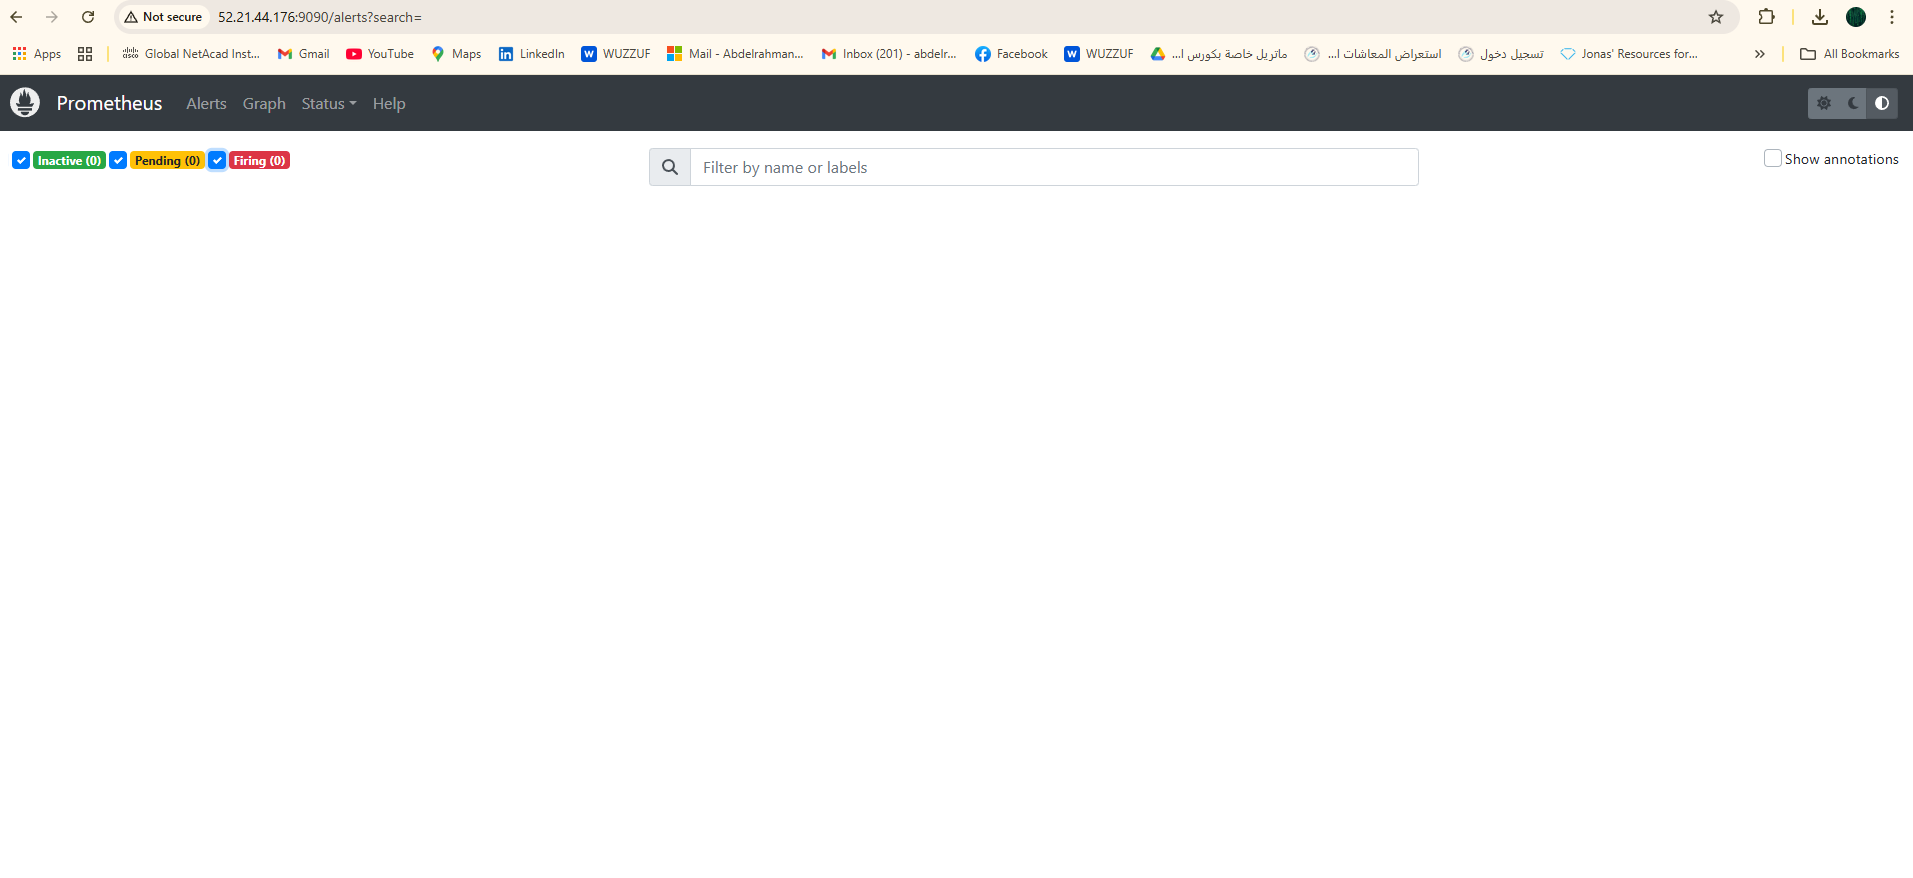 Not secure 52.21.44.176:9090/alerts?search=
Apps Global NetAcad Inst... Gmail YouTube Maps LinkedIn WUZZUF Mail - Abdelrahman... Inbox (201) - abdelr... Facebook WUZZUF ماتريل خاصة بكورس ا... استعراض المعاشات ا... تسجيل دخول Jonas' Resources for... » All Bookmarks
Prometheus Alerts Graph Status Help
Inactive (0) Pending (0) Firing (0) Filter by name or labels Show annotations